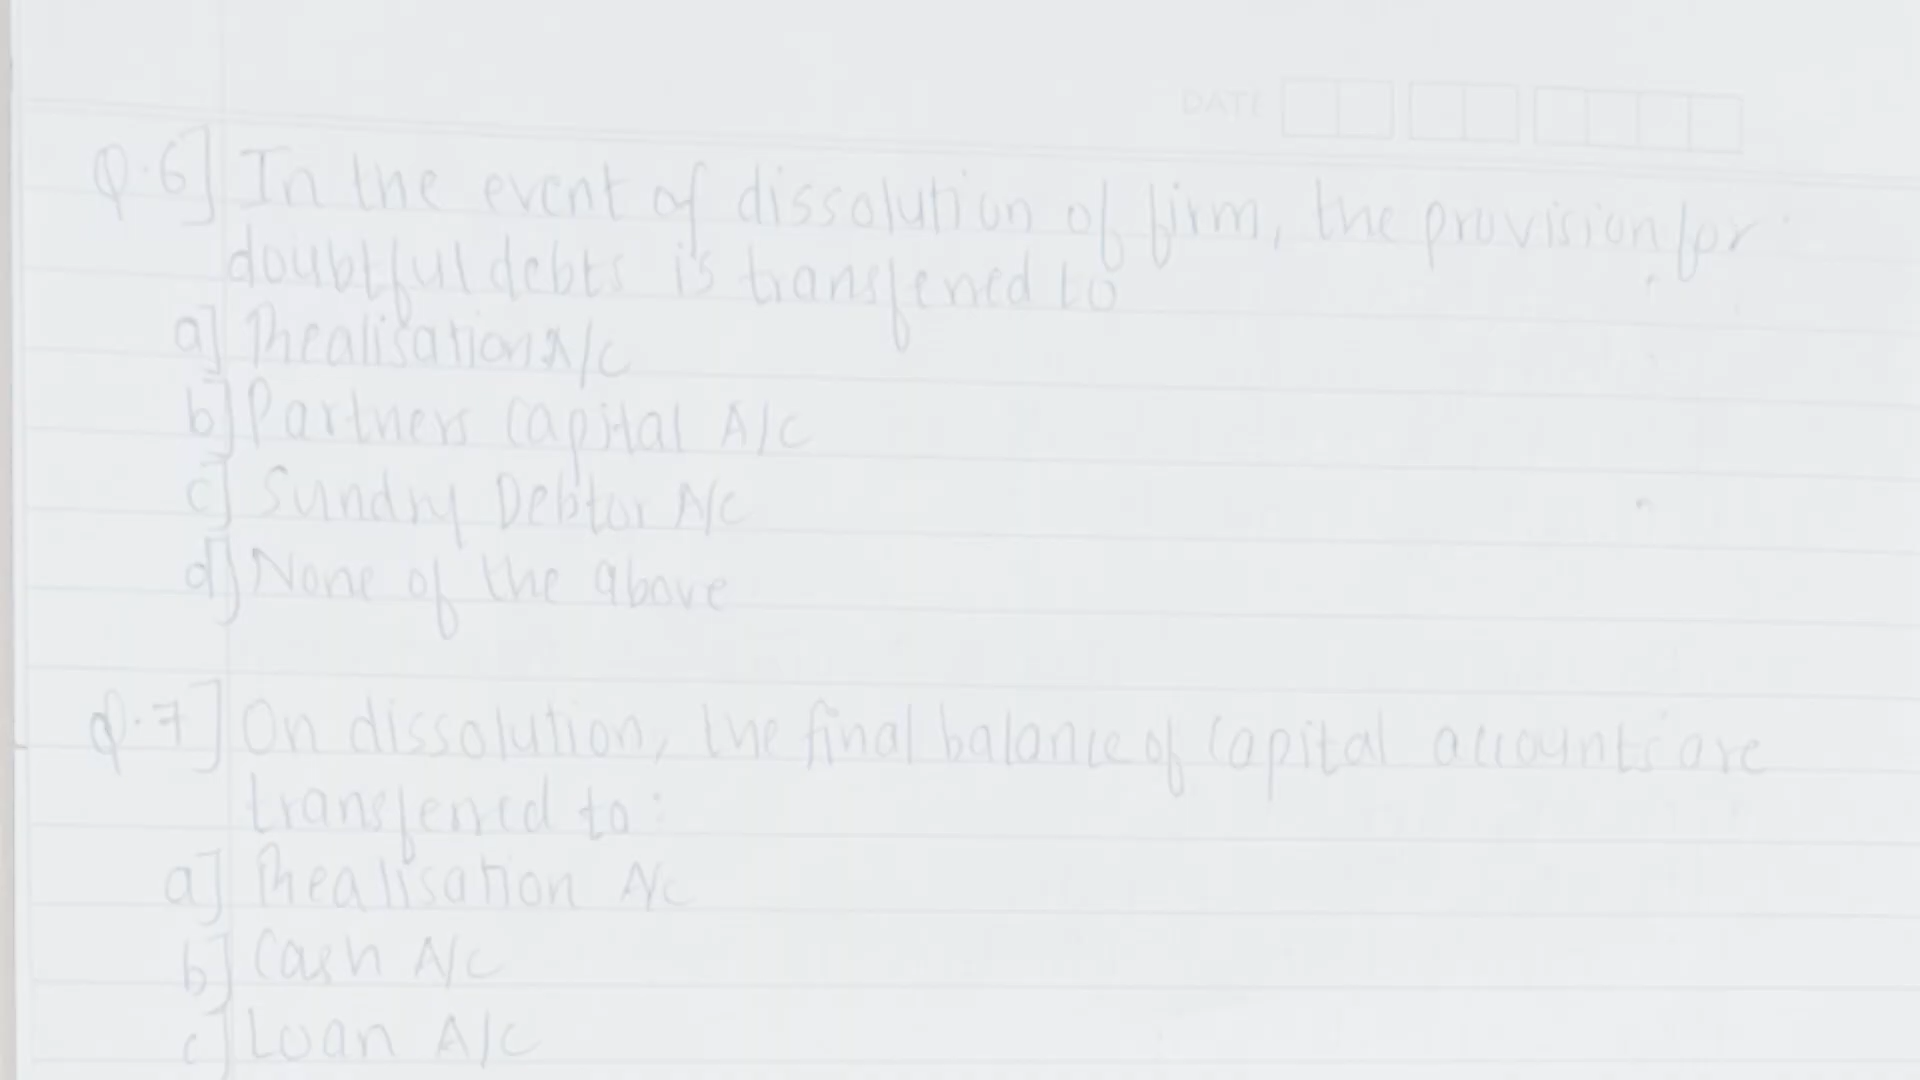 DATE
Q.6] In the event of dissolution of firm, the provision for
doubtful debts is transferred to
a] Realisation A/C
b] Partners Capital A/C
c] Sundry Debtor A/C
d] None of the above
Q.7] On dissolution, the final balance of capital accounts are
transferred to:
a] Realisation A/C
b] Cash A/C
c] Loan A/C